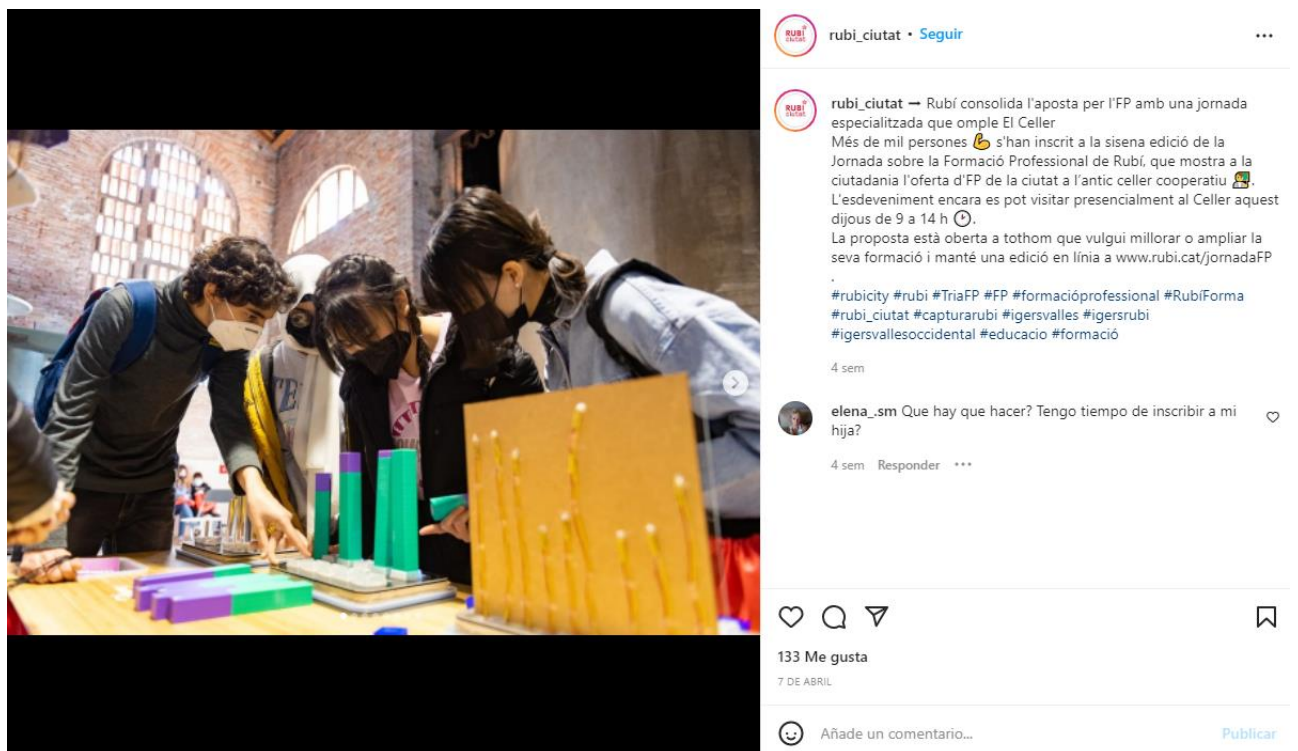 RUBÍ
ciutat
rubi_ciutat • Seguir
RUBÍ
ciutat
rubi_ciutat ➞ Rubí consolida l'aposta per l'FP amb una jornada
especialitzada que omple El Celler
Més de mil persones 💪 s'han inscrit a la sisena edició de la
Jornada sobre la Formació Professional de Rubí, que mostra a la
ciutadania l'oferta d'FP de la ciutat a l'antic celler cooperatiu 👨‍🏫.
L'esdeveniment encara es pot visitar presencialment al Celler aquest
dijous de 9 a 14 h 🕑.
La proposta està oberta a tothom que vulgui millorar o ampliar la
seva formació i manté una edició en línia a www.rubi.cat/jornadaFP
.
#rubicity #rubi #TriaFP #FP #formacióprofessional #RubíForma
#rubi_ciutat #capturarubi #igersvalles #igersrubi
#igersvallesoccidental #educacio #formació
4 sem
elena_.sm Que hay que hacer? Tengo tiempo de inscribir a mi
hija?
4 sem Responder •••
133 Me gusta
7 DE ABRIL
Añade un comentario...
Publicar